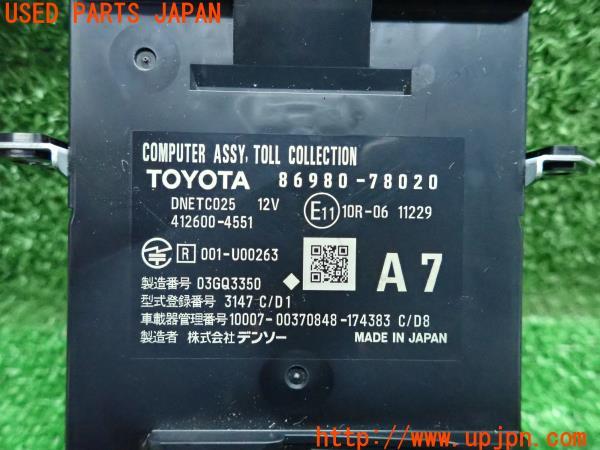 USED PARTS JAPAN
COMPUTER ASSY, TOLL COLLECTION
TOYOTA 86980-78020
DNETC025 12V
412600-4551
E11 10R-06 11229
R 001-U00263
製造番号 03GQ3350
A7
型式登録番号 3147 C/D1
車載器管理番号10007-00370848-174383 C/D8
製造者 株式会社デンソー MADE IN JAPAN
http://www.upjpn.com/